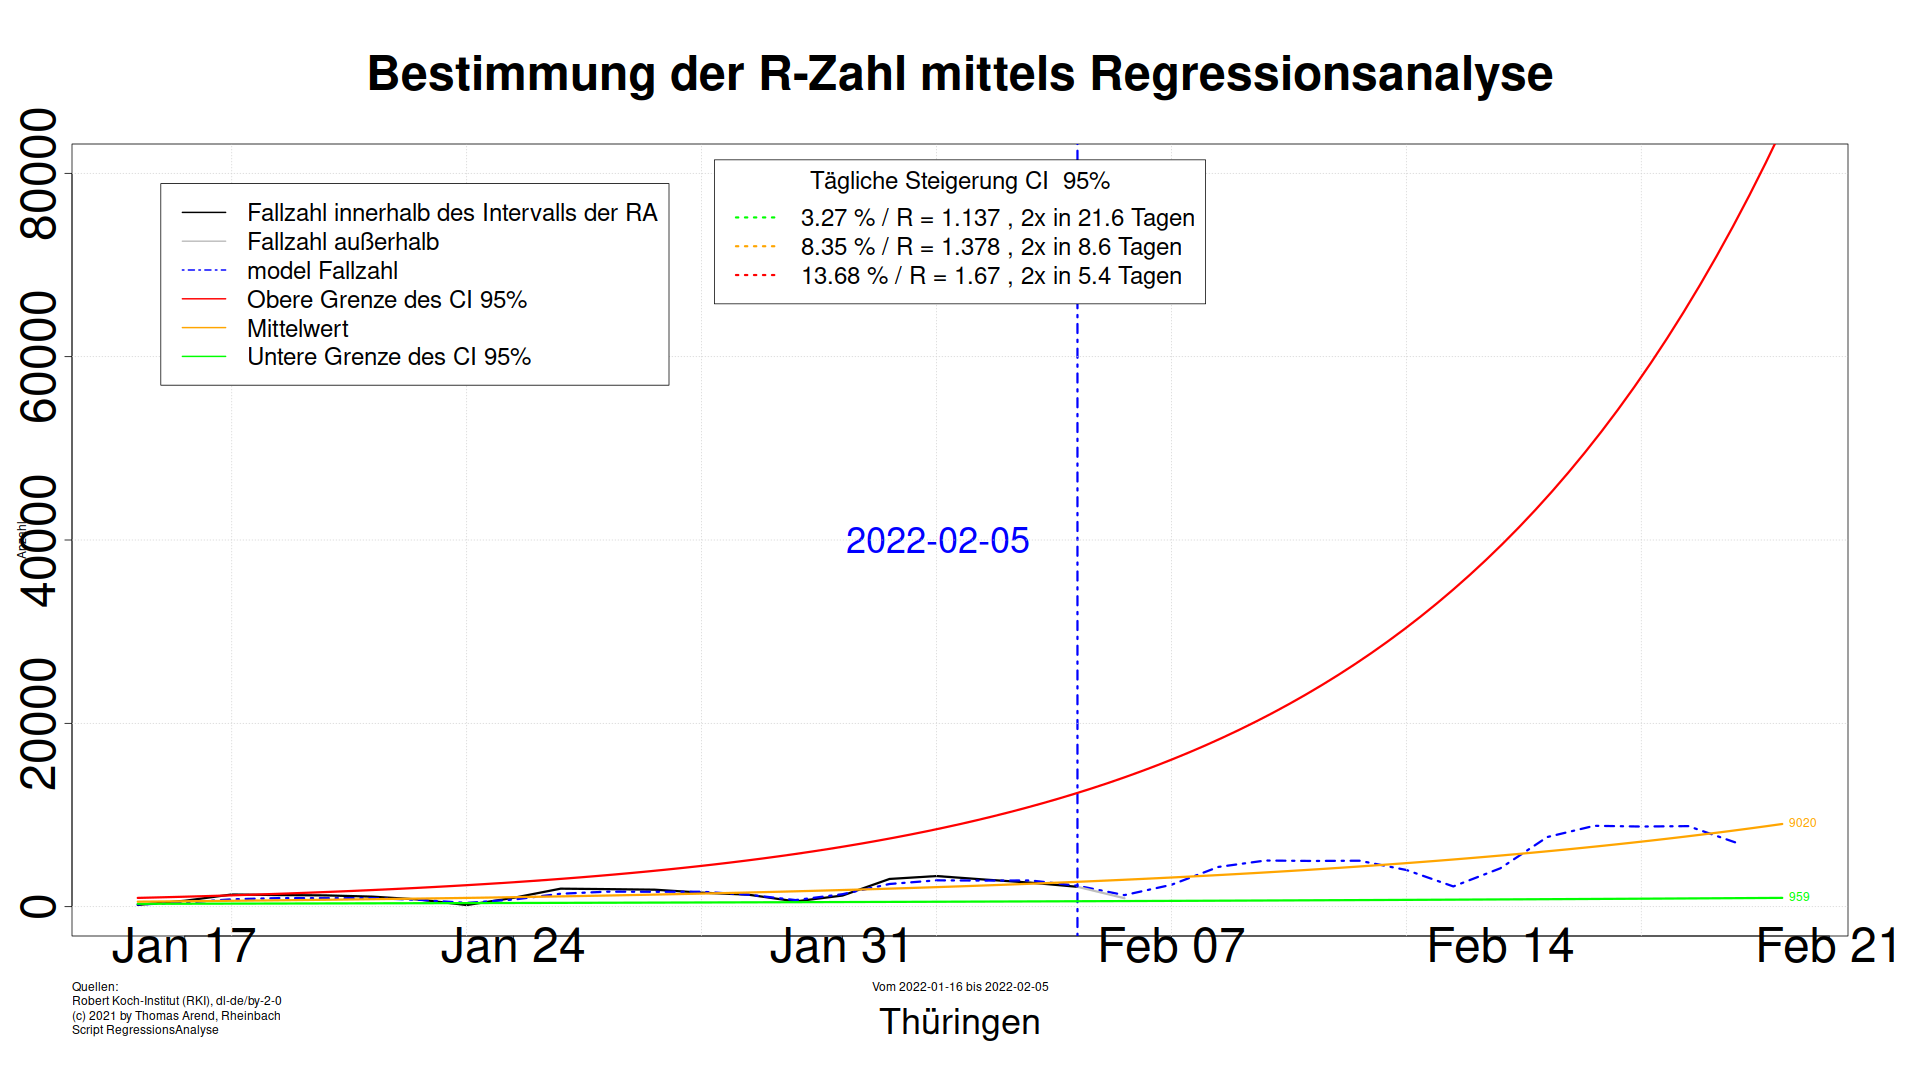 Bestimmung der R-Zahl mittels Regressionsanalyse
Anzahl
80000
60000
40000
20000
0
Fallzahl innerhalb des Intervalls der RA
Fallzahl außerhalb
model Fallzahl
Obere Grenze des CI 95%
Mittelwert
Untere Grenze des CI 95%
Tägliche Steigerung CI  95%
3.27 % / R = 1.137 , 2x in 21.6 Tagen
8.35 % / R = 1.378 , 2x in 8.6 Tagen
13.68 % / R = 1.67 , 2x in 5.4 Tagen
2022-02-05
9020
959
Jan 17
Jan 24
Jan 31
Feb 07
Feb 14
Feb 21
Quellen:
Robert Koch-Institut (RKI), dl-de/by-2-0
(c) 2021 by Thomas Arend, Rheinbach
Script RegressionsAnalyse
Vom 2022-01-16 bis 2022-02-05
Thüringen